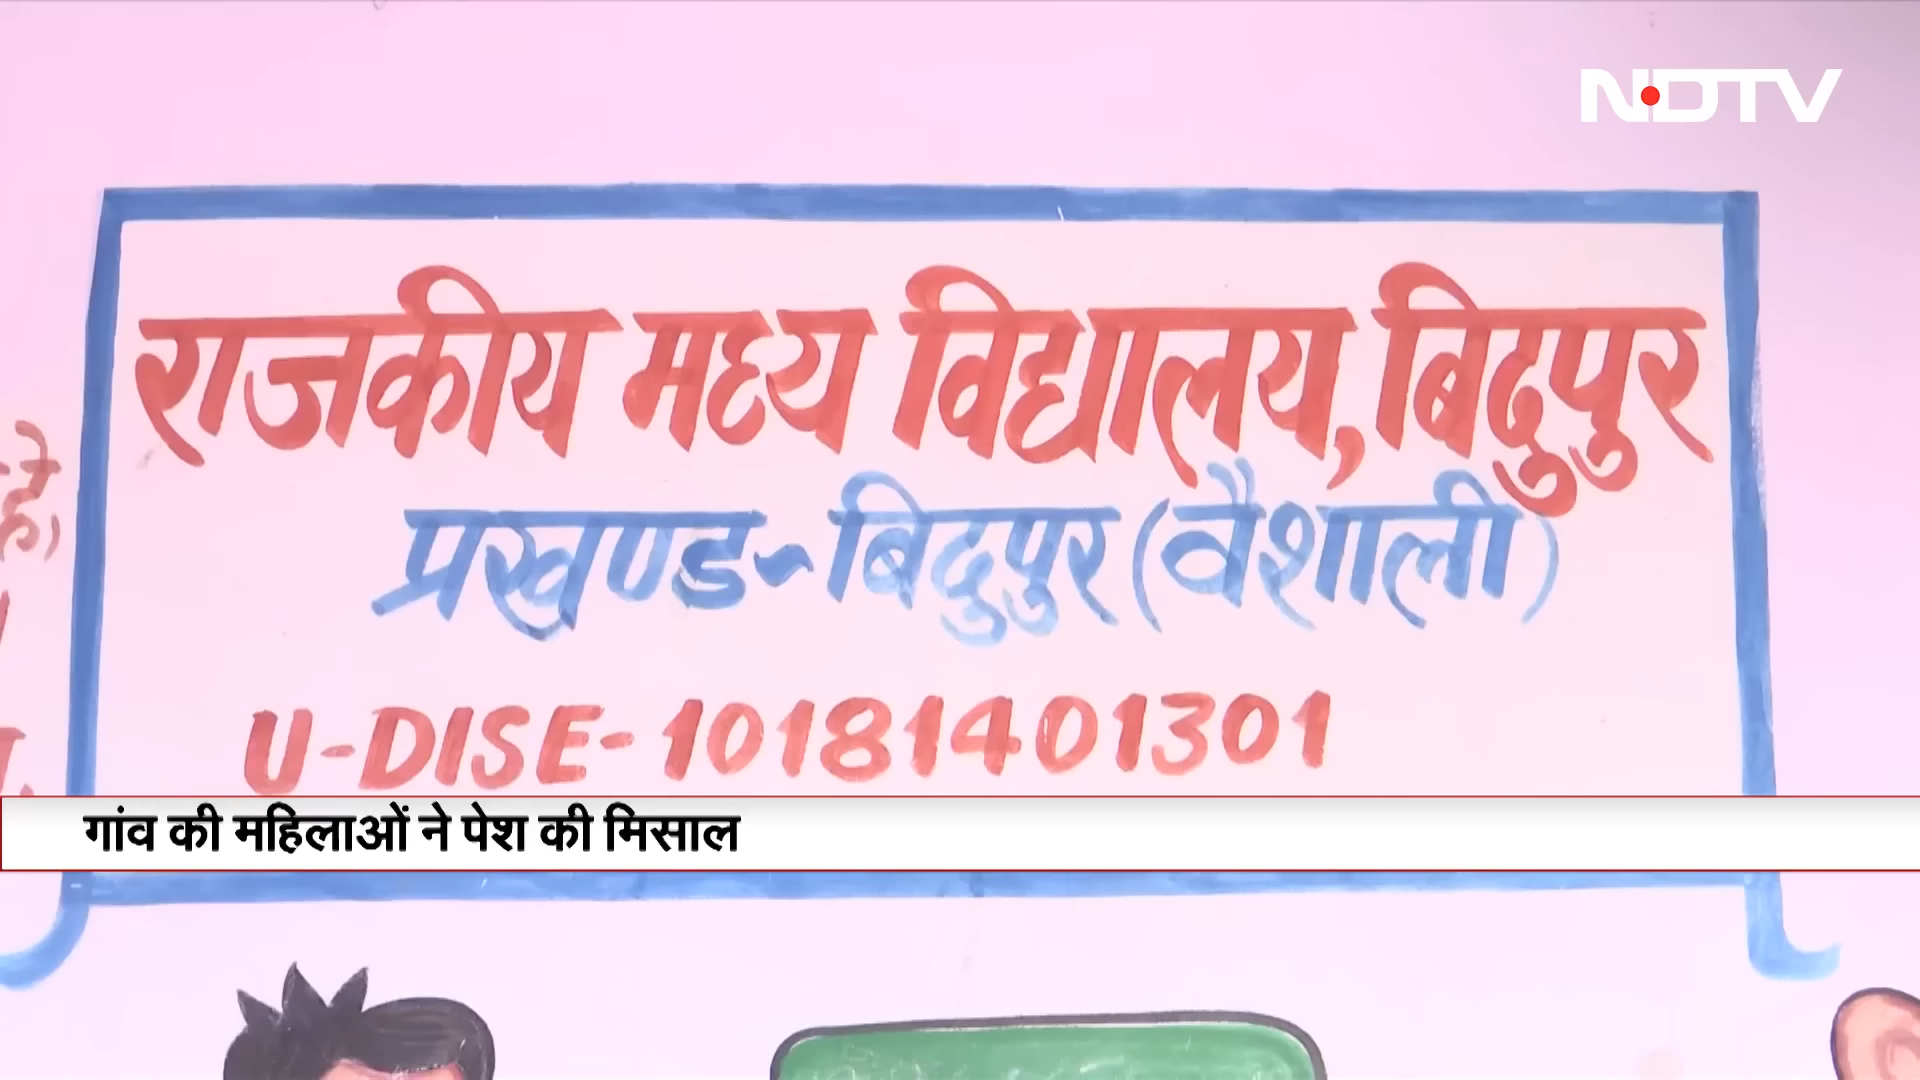 NDTV
राजकीय मध्य विद्यालय, बिदुपुर
प्रखण्ड-बिदुपुर (वैशाली)
U-DISE-10181401301
गांव की महिलाओं ने पेश की मिसाल